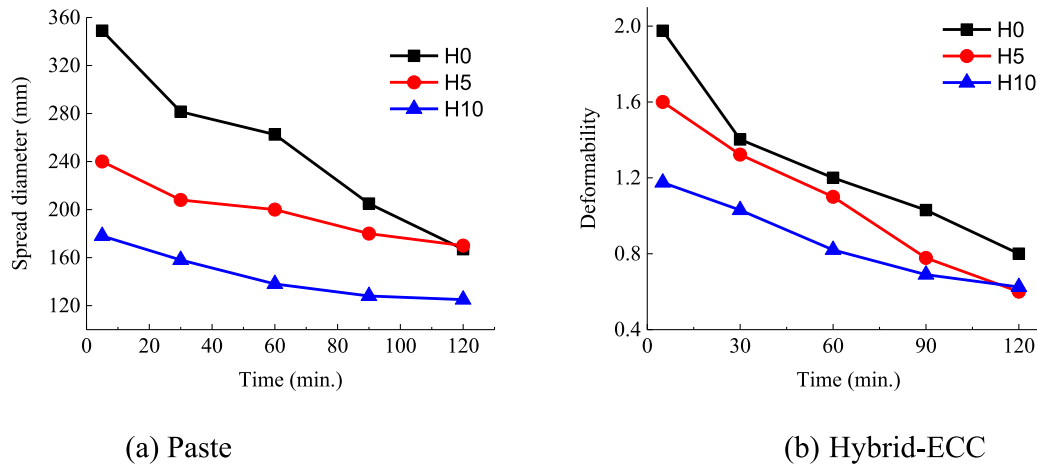 360
320
280
240
200
160
120
Spread diameter (mm)
H0
H5
H10
0 20 40 60 80 100 120
Time (min.)
(a) Paste
2.0
1.6
1.2
0.8
0.4
Deformability
H0
H5
H10
0 30 60 90 120
Time (min.)
(b) Hybrid-ECC